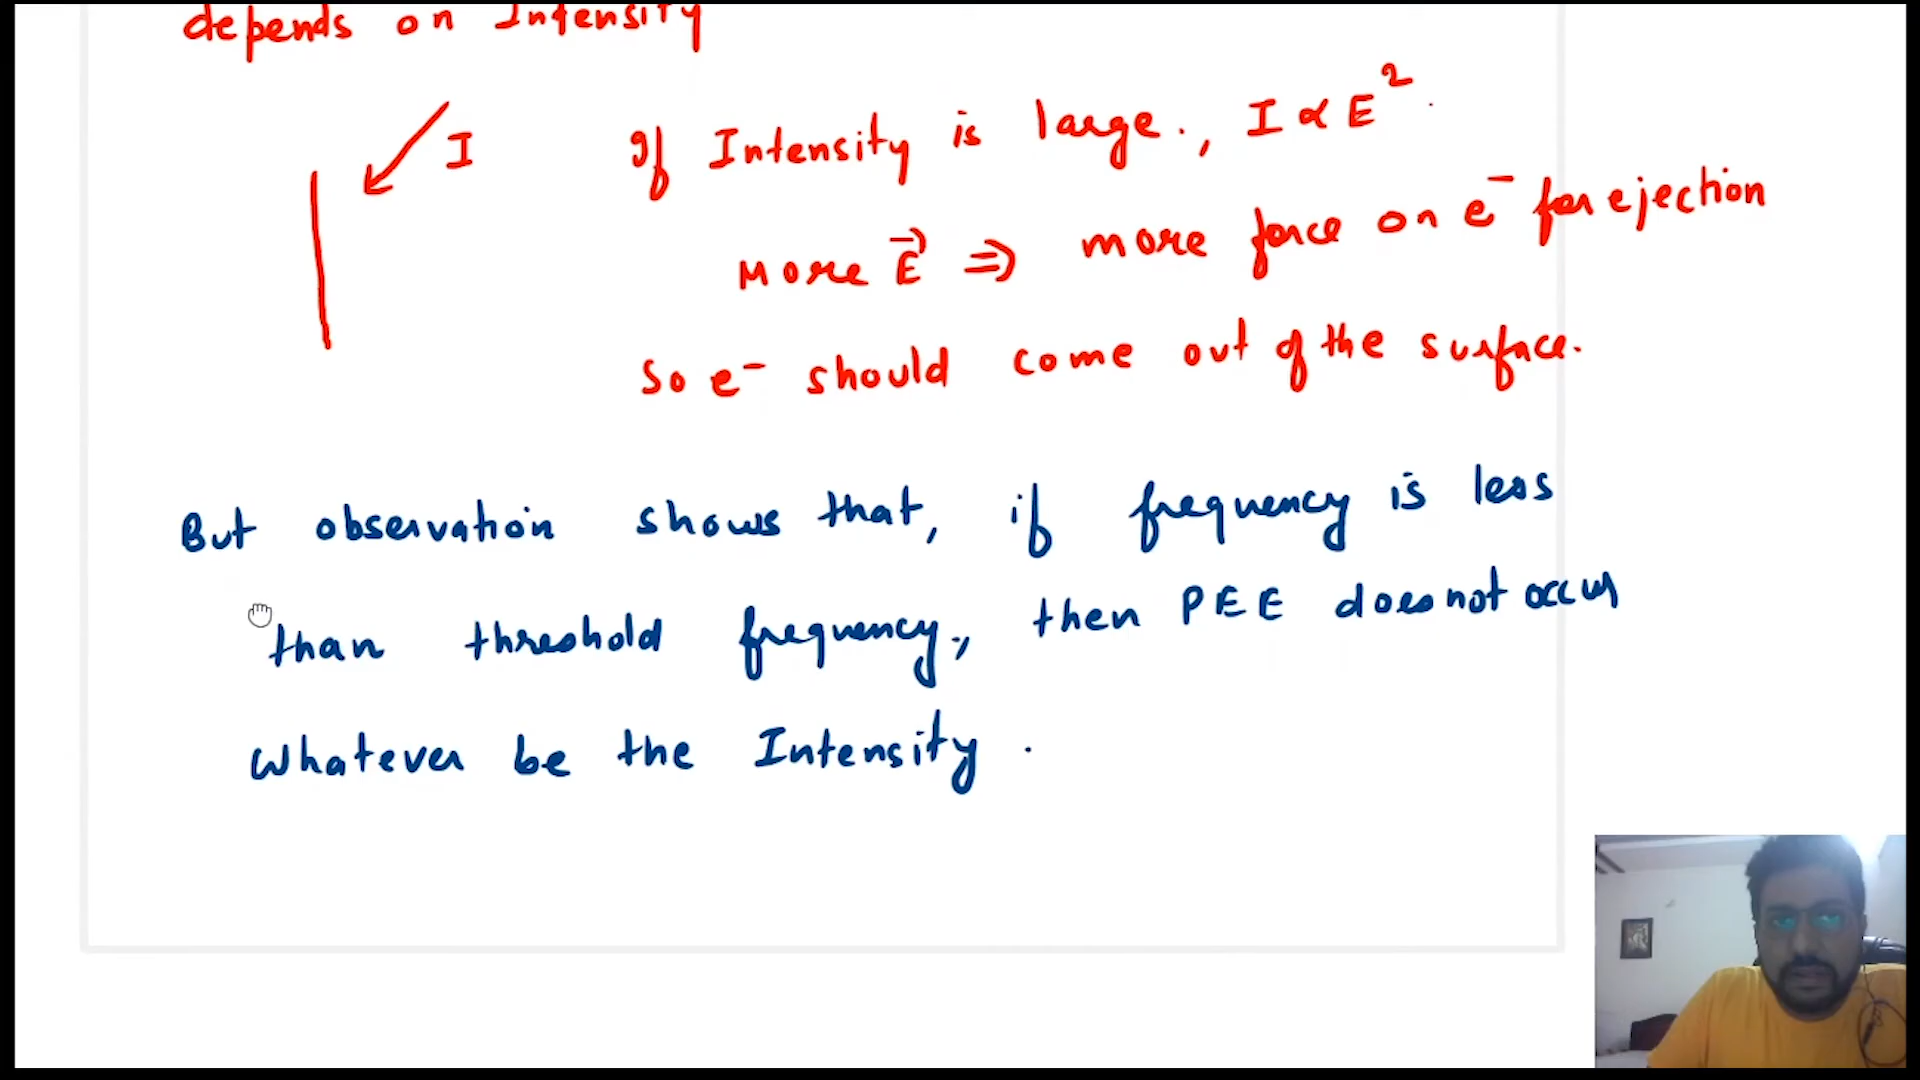 depends on Intensity
I If Intensity is large., I ∝ E².
More E⃗ ⇒ more force on e⁻ for ejection
So e⁻ should come out of the surface.
But observation shows that, if frequency is less
than threshold frequency, then PEE does not occur
whatever be the Intensity.